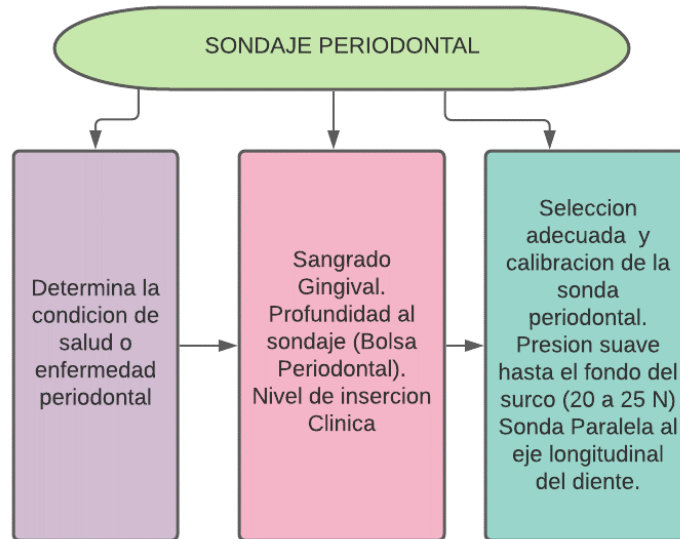 SONDAJE PERIODONTAL
Determina la
condicion de
salud o
enfermedad
periodontal
Sangrado
Gingival.
Profundidad al
sondaje (Bolsa
Periodontal).
Nivel de insercion
Clinica
Seleccion
adecuada y
calibracion de la
sonda
periodontal.
Presion suave
hasta el fondo del
surco (20 a 25 N)
Sonda Paralela al
eje longitudinal
del diente.